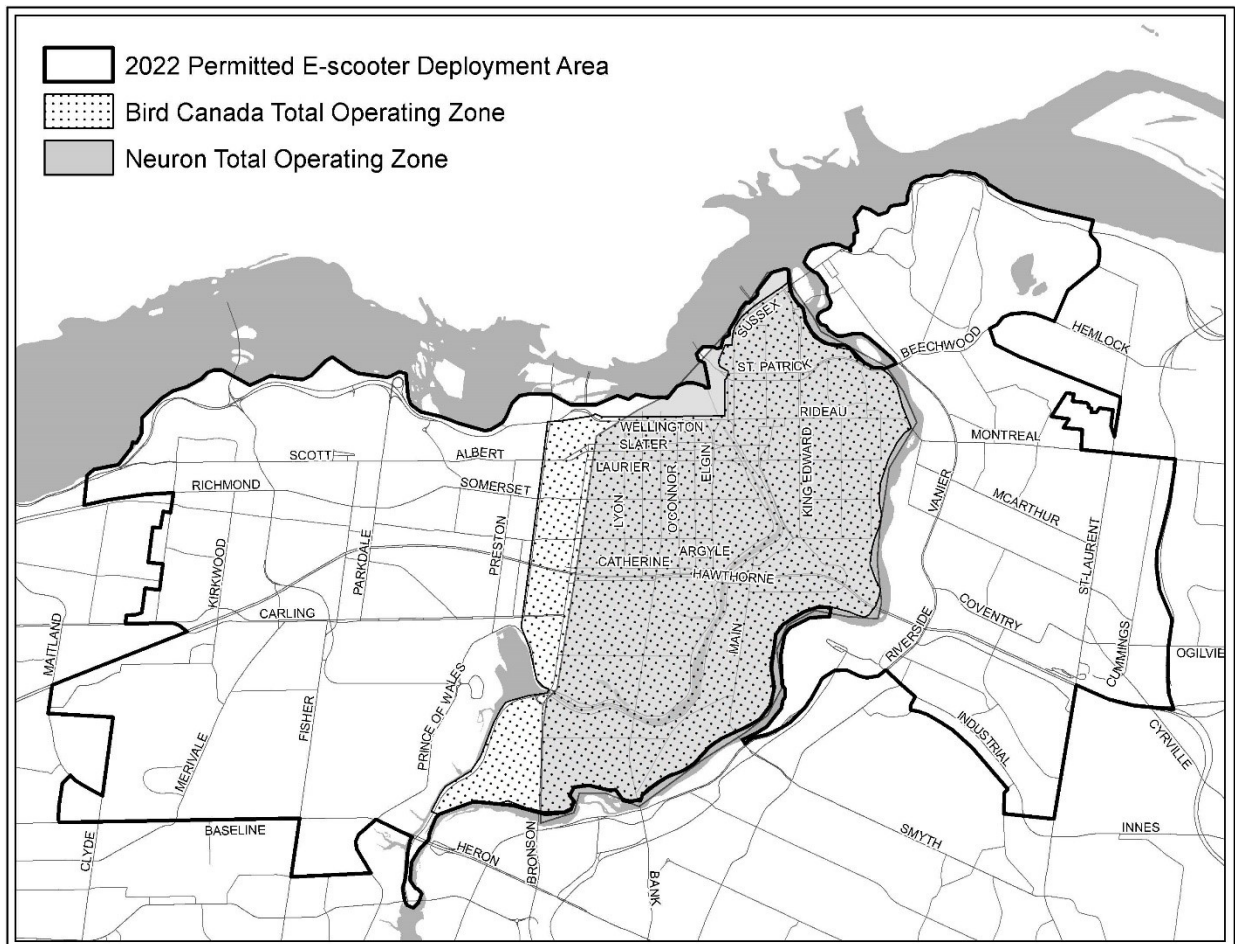 2022 Permitted E-scooter Deployment Area
Bird Canada Total Operating Zone
Neuron Total Operating Zone
SUSSEX
BEECHWOOD
HEMLOCK
ST. PATRICK
RIDEAU
WELLINGTON
SLATER
MONTREAL
SCOTT
ALBERT
LAURIER
ELGIN
KING EDWARD
RICHMOND
SOMERSET
LYON
O'CONNOR
VANIER
MCARTHUR
KIRKWOOD
PARKDALE
PRESTON
CATHERINE
ARGYLE
HAWTHORNE
ST-LAURENT
CARLING
MAIN
COVENTRY
RIVERSIDE
CUMMINGS
OGILVIE
MAITLAND
PRINCE OF WALES
FISHER
MERIVALE
INDUSTRIAL
CYRVILLE
BASELINE
CLYDE
HERON
BRONSON
BANK
SMYTH
INNES